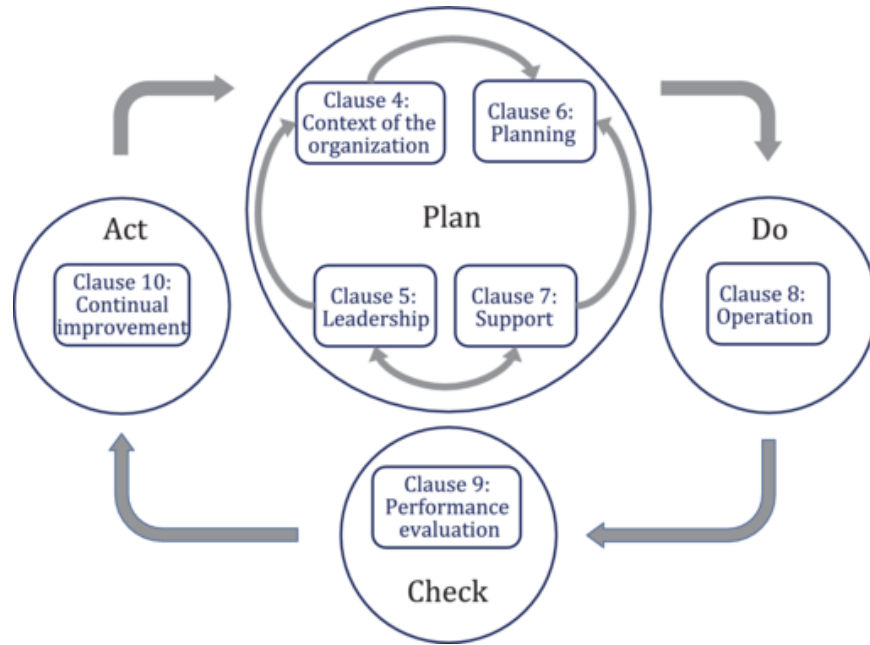 Clause 4:
Context of the
organization
Clause 6:
Planning
Plan
Clause 5:
Leadership
Clause 7:
Support
Act
Clause 10:
Continual
improvement
Do
Clause 8:
Operation
Clause 9:
Performance
evaluation
Check